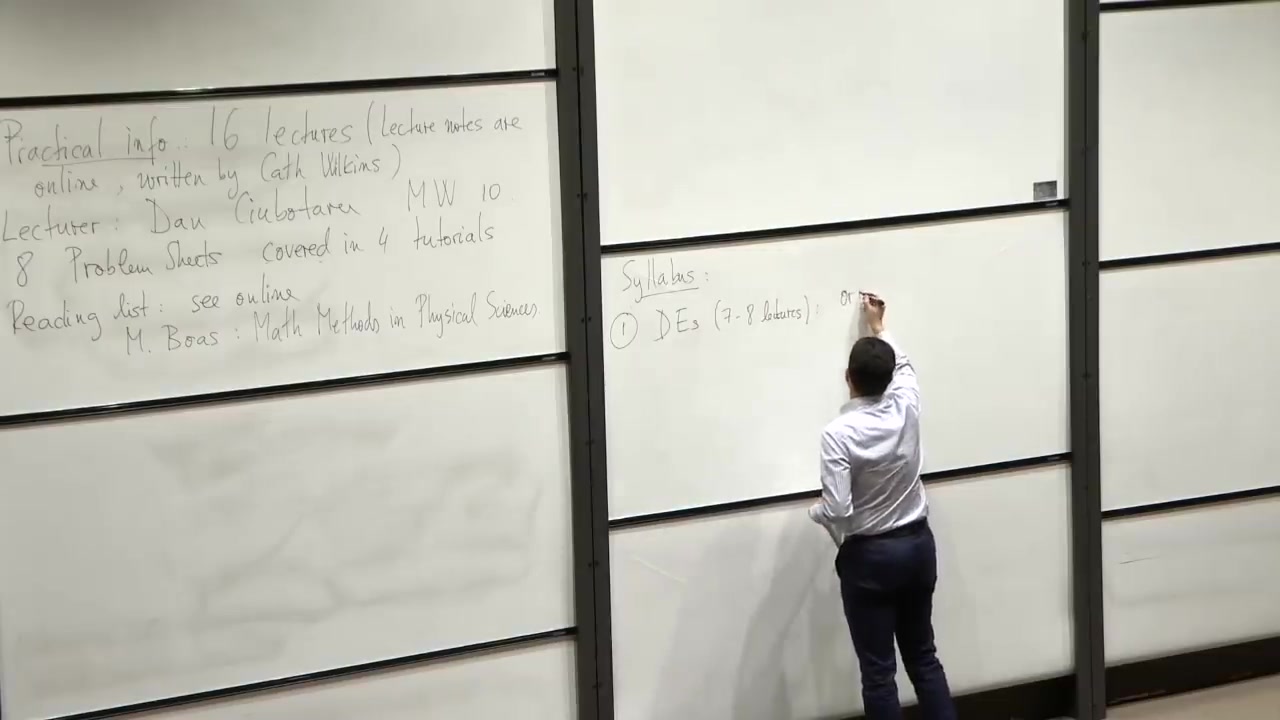 Practical info: 16 lectures (Lecture notes are
online, written by Cath Wilkins)
Lecturer: Dan Ciubotaru MW 10
8 Problem Sheets covered in 4 tutorials
Reading list: see online
M. Boas: Math Methods in Physical Sciences
Syllabus:
① DEs (7-8 lectures): or